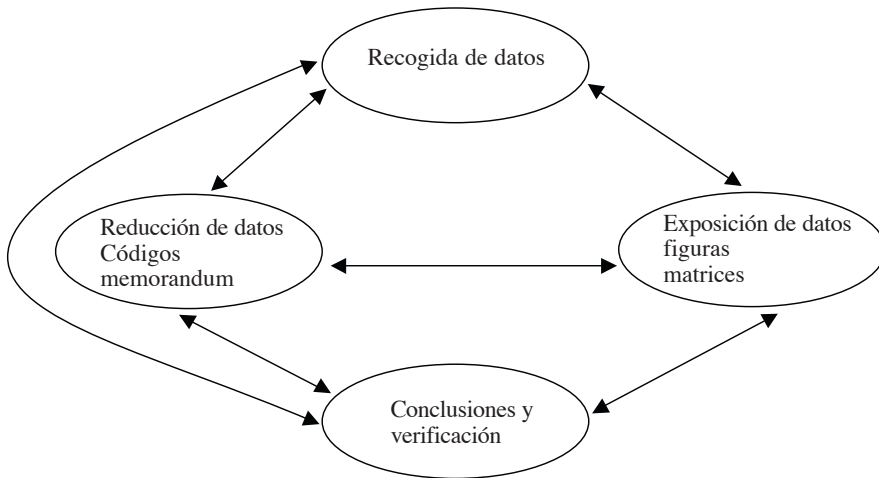 Recogida de datos
Reducción de datos
Códigos
memorandum
Exposición de datos
figuras
matrices
Conclusiones y
verificación